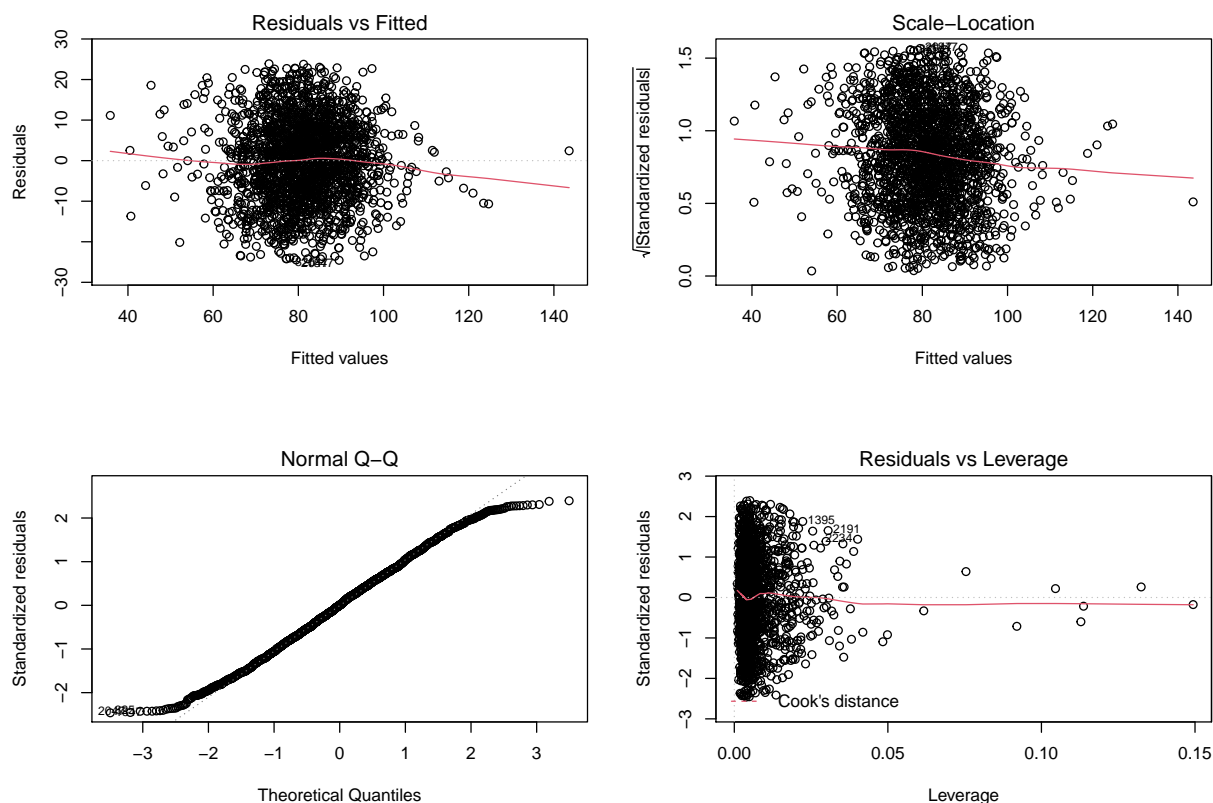 Residuals vs Fitted
Residuals
30
10
0
−10
−30
40 60 80 100 120 140
Fitted values
Scale−Location
√|Standardized residuals|
1.5
1.0
0.5
0.0
40 60 80 100 120 140
Fitted values
Normal Q−Q
Standardized residuals
2
1
0
−1
−2
−3 −2 −1 0 1 2 3
Theoretical Quantiles
Residuals vs Leverage
Standardized residuals
3
2
1
0
−1
−2
−3
1395
2191
2234
Cook's distance
0.00 0.05 0.10 0.15
Leverage